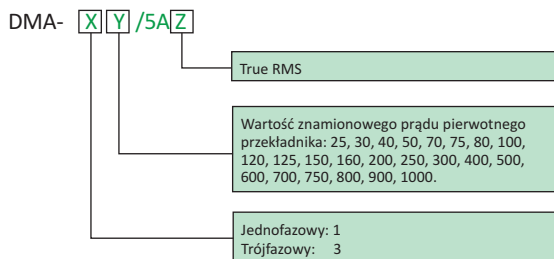 DMA- X Y /5A Z
True RMS
Wartość znamionowego prądu pierwotnego
przekładnika: 25, 30, 40, 50, 70, 75, 80, 100,
120, 125, 150, 160, 200, 250, 300, 400, 500,
600, 700, 750, 800, 900, 1000.
Jednofazowy: 1
Trójfazowy: 3